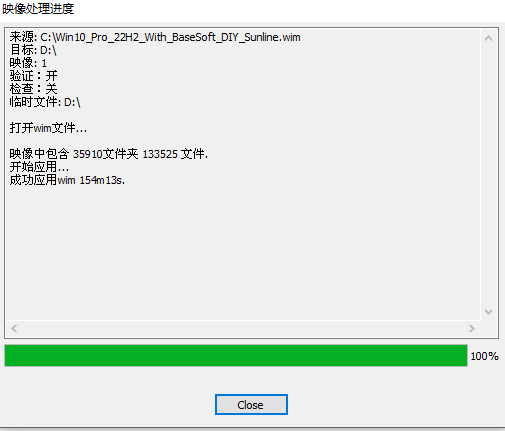 映像处理进度
来源: C:\Win10_Pro_22H2_With_BaseSoft_DIY_Sunline.wim
目标: D:\
映像: 1
验证：开
检查：关
临时文件: D:\
打开wim文件...
映像中包含 35910文件夹 133525 文件.
开始应用...
成功应用wim 154m13s.
100%
Close